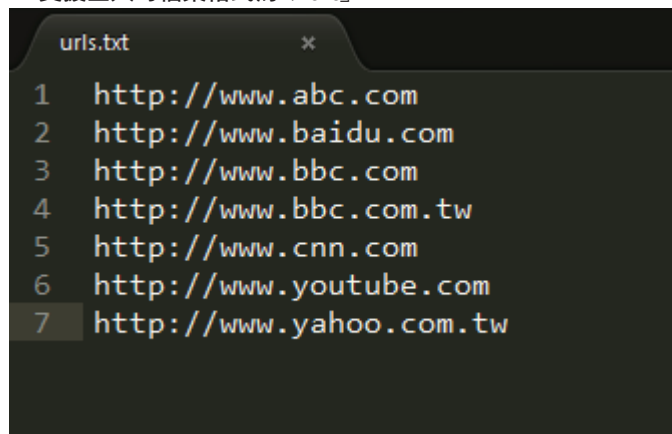 urls.txt ×
1 http://www.abc.com
2 http://www.baidu.com
3 http://www.bbc.com
4 http://www.bbc.com.tw
5 http://www.cnn.com
6 http://www.youtube.com
7 http://www.yahoo.com.tw